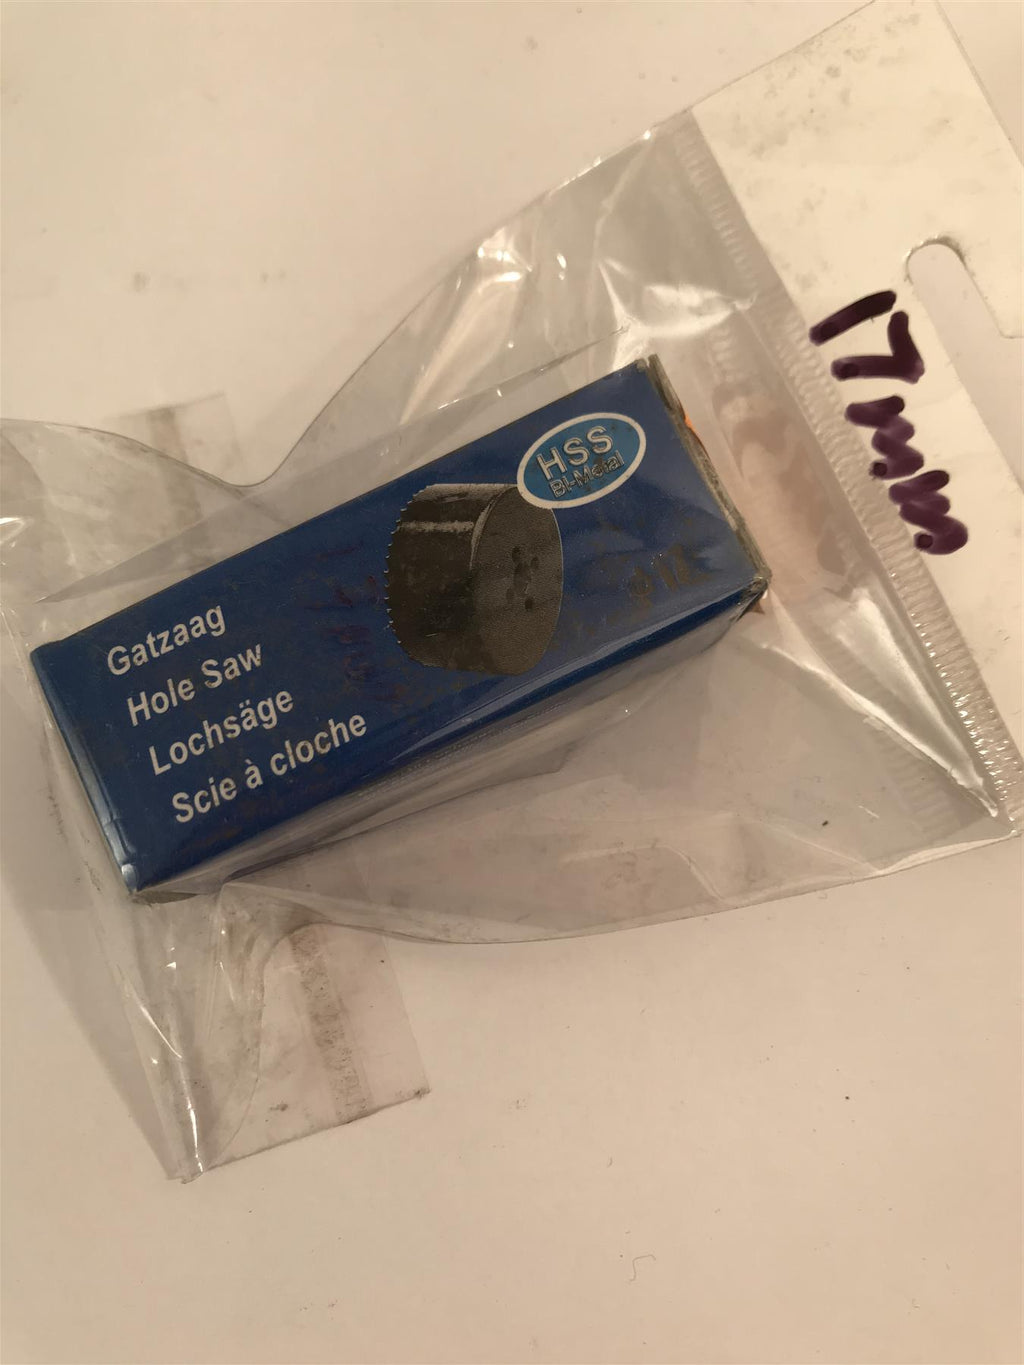 17mm
HSS
Bi-Metal
Gatzaag
Hole Saw
Lochsäge
Scie à cloche